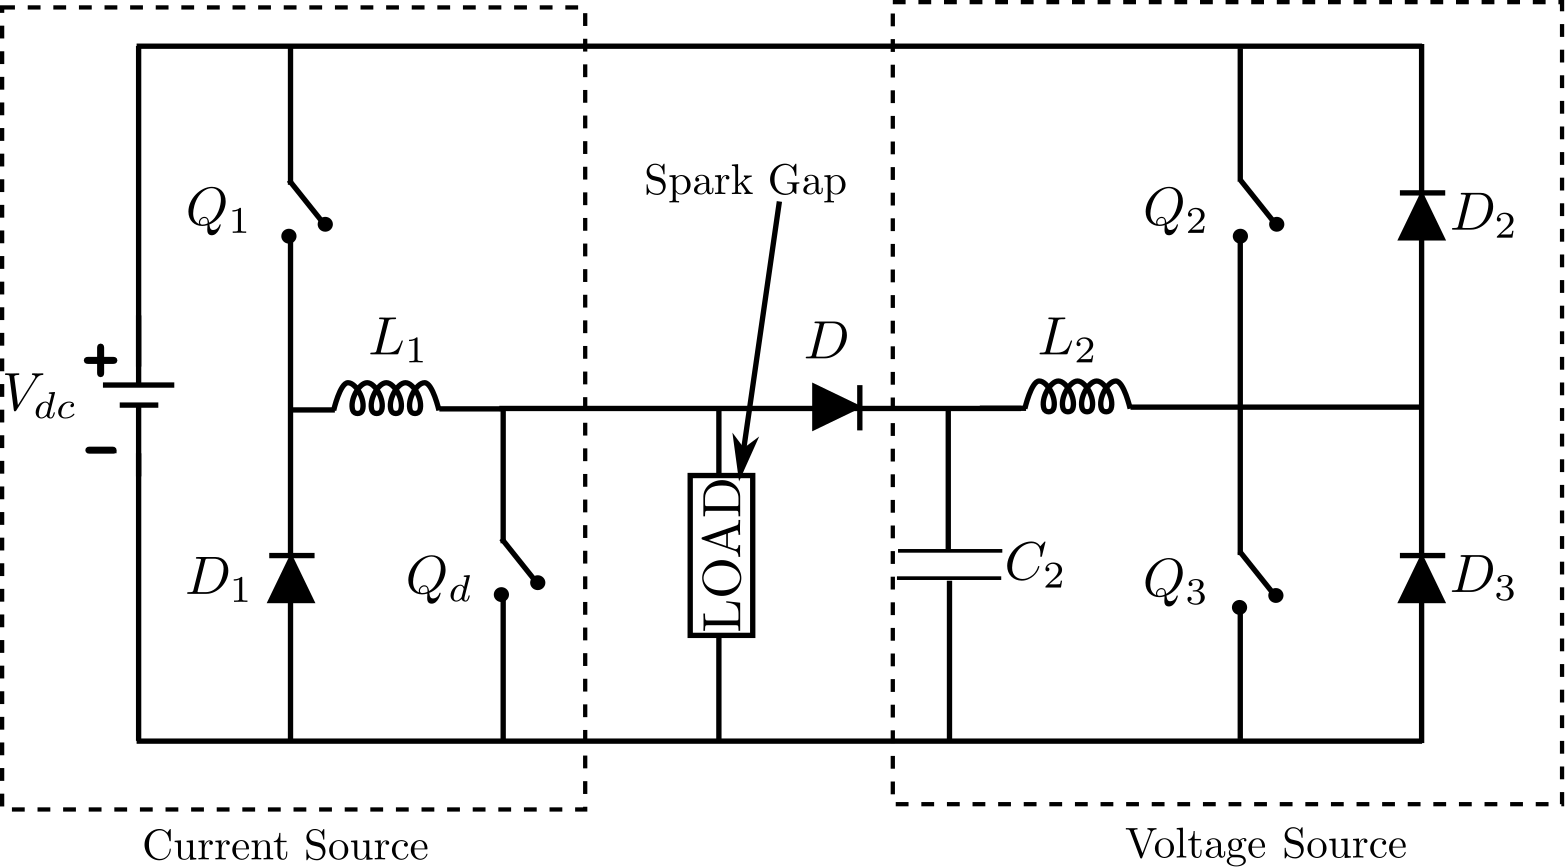 Spark Gap
Q1
Q2
D2
L1
D
L2
+
Vdc
−
LOAD
D1
Qd
C2
Q3
D3
Current Source
Voltage Source